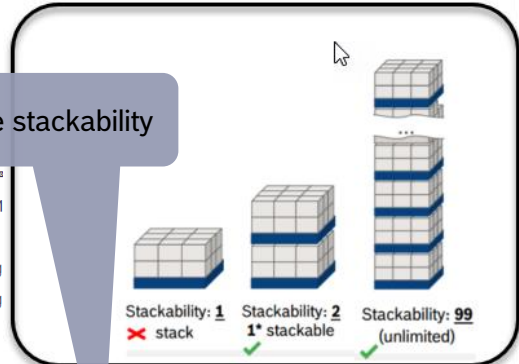 e stackability
...
Stackability: 1 Stackability: 2 Stackability: 99
stack 1* stackable (unlimited)